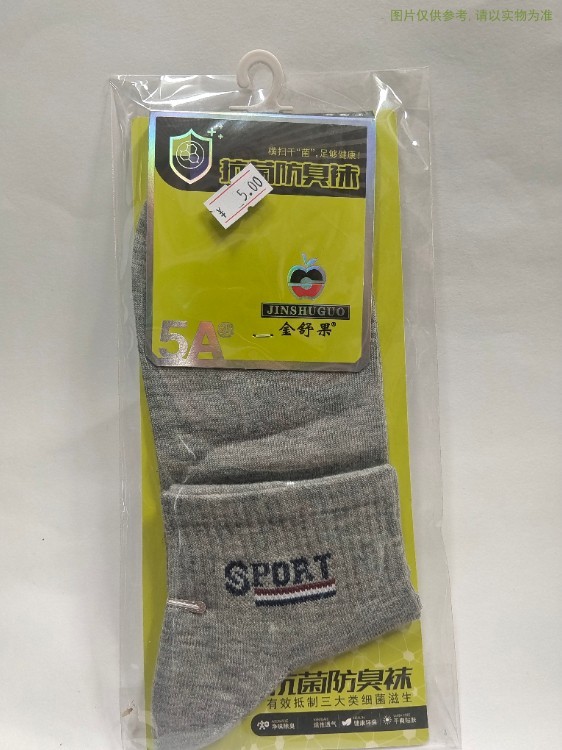 图片仅供参考, 请以实物为准
横扫千“菌”,足够健康!
抗菌防臭袜
¥ 5.00
JINSHUGUO
金舒果®
5A
SPORT
抗菌防臭袜
有效抵制三大类细菌滋生